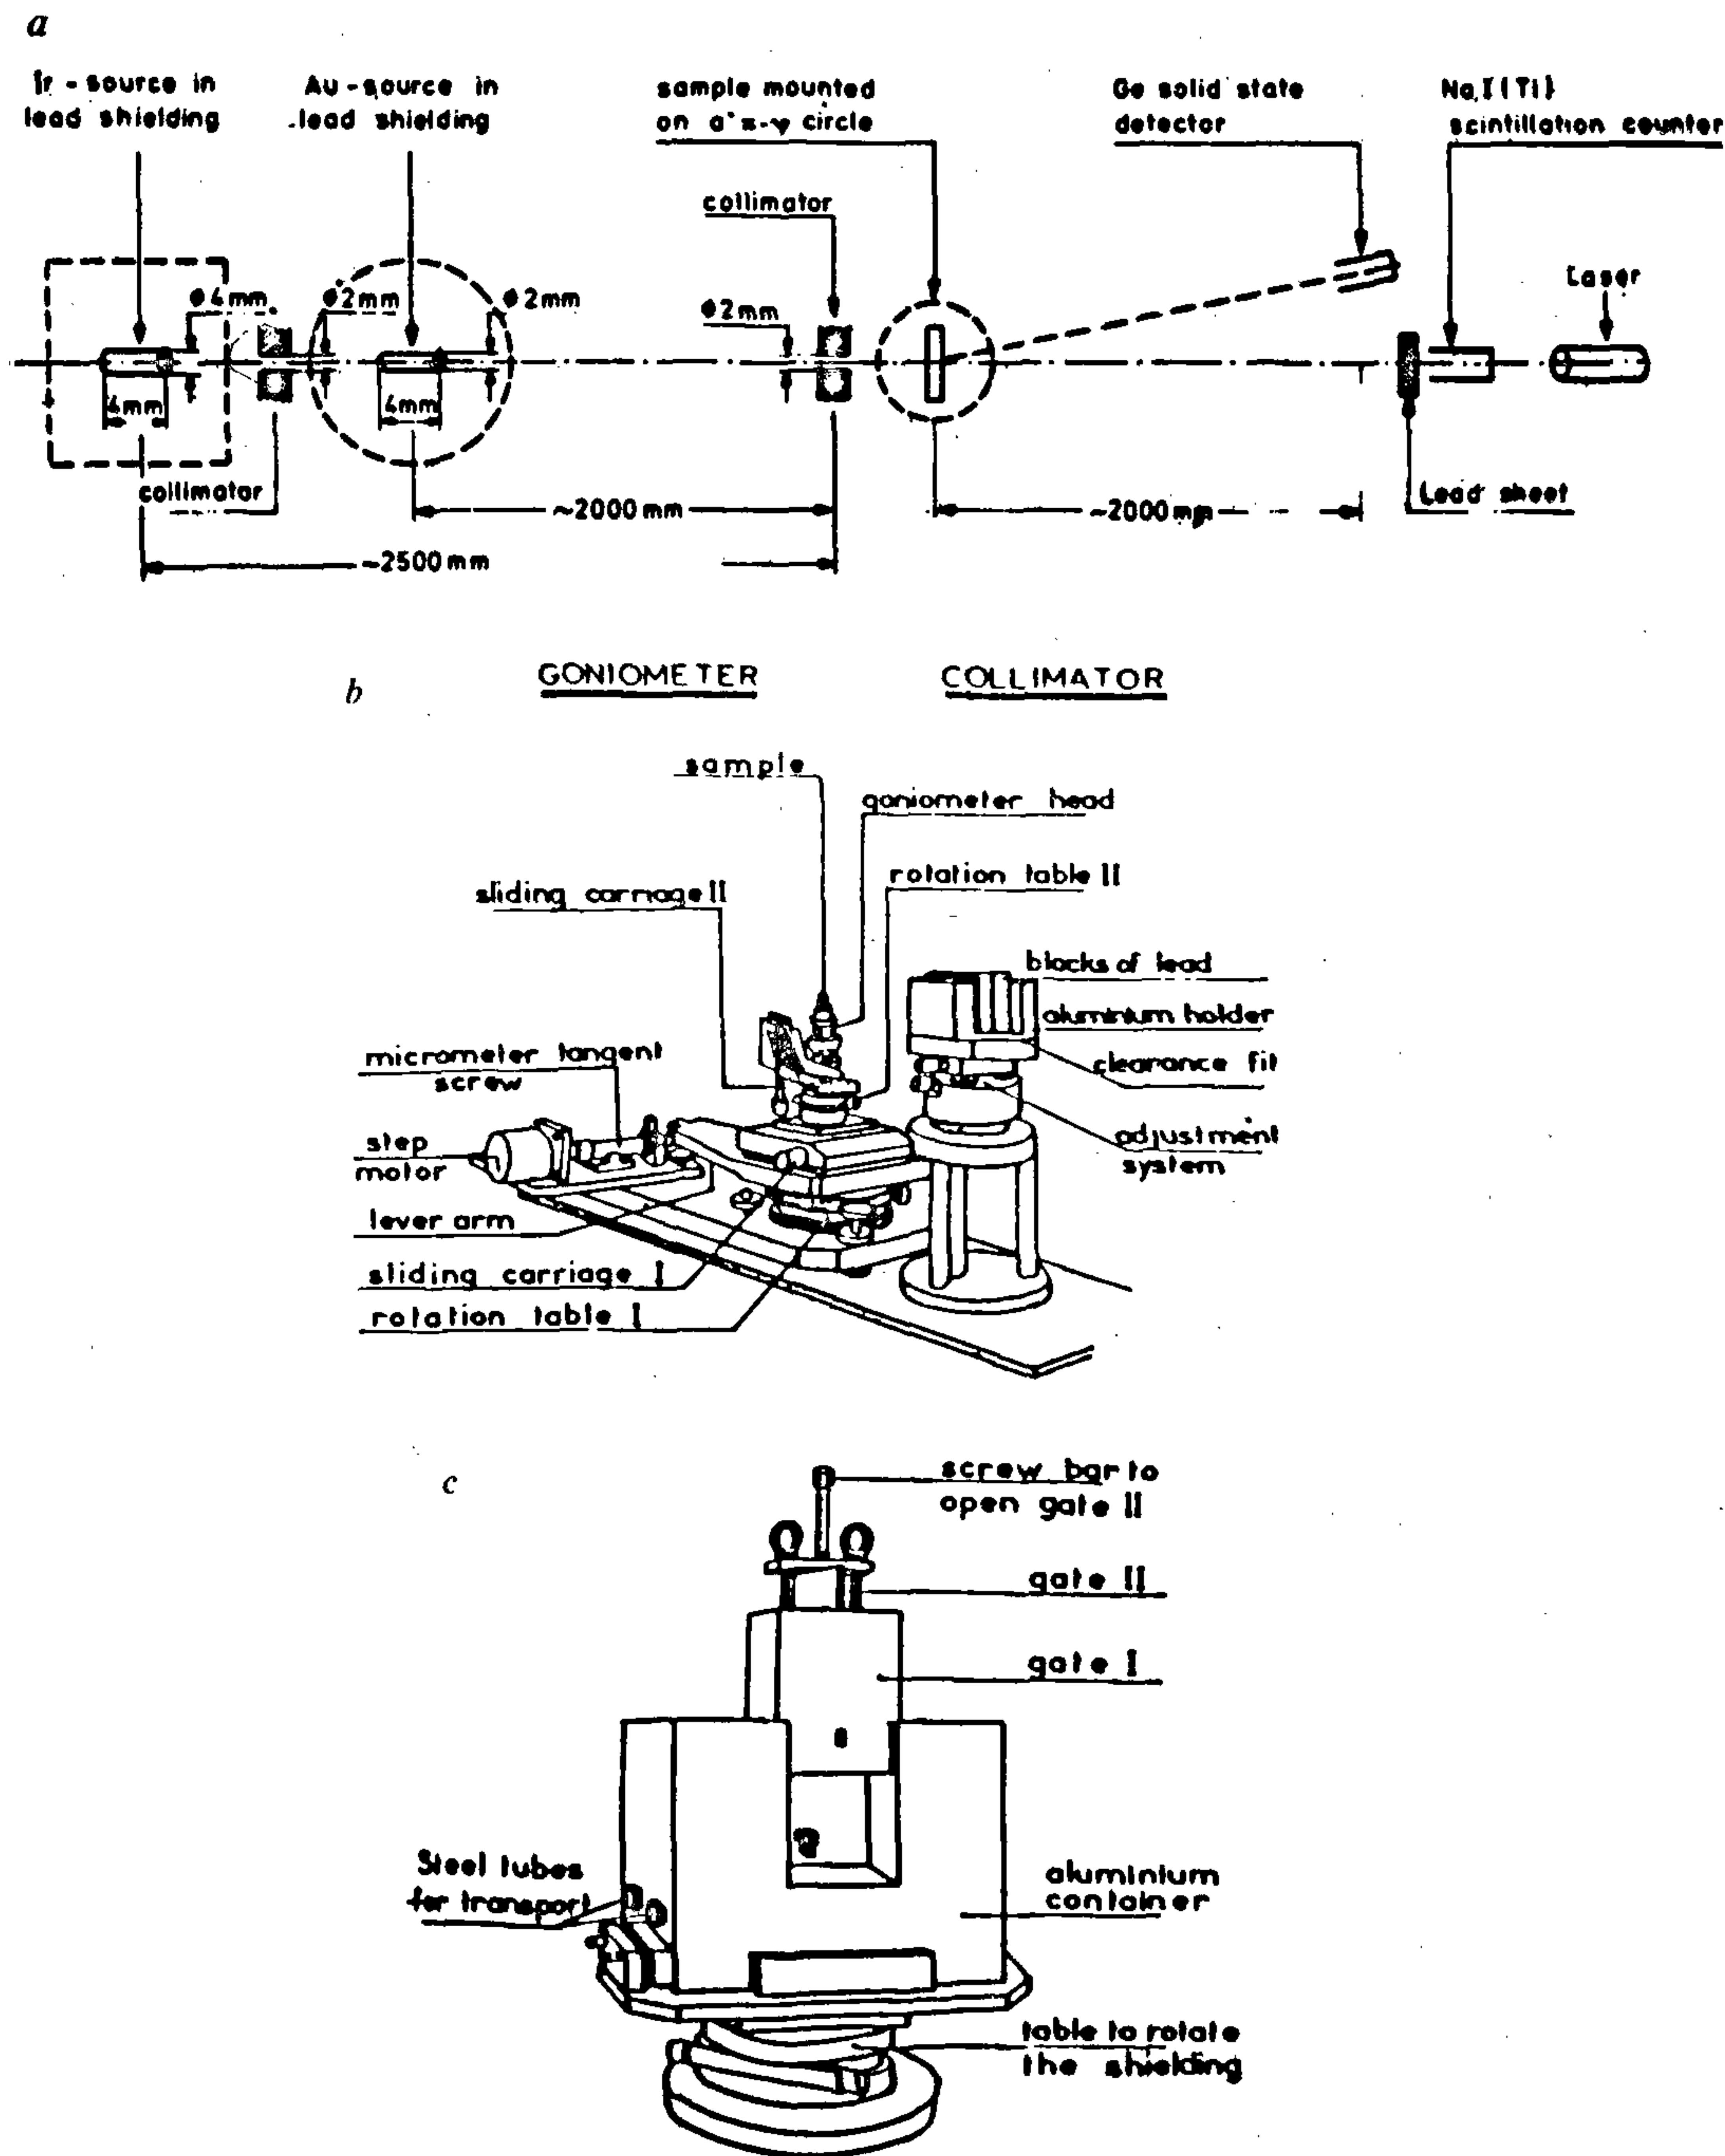 a
Ir - source in
lead shielding
Au - source in
lead shielding
sample mounted
on a x-y circle
Ge solid state
detector
NaI (Tl)
scintillation counter
collimator
Laser
ø4mm
ø2mm
ø2mm
ø2mm
4mm
4mm
collimator
~2000 mm
~2000 mm
Lead sheet
~2500 mm
b
GONIOMETER
COLLIMATOR
sample
goniometer head
rotation table II
sliding carriage II
blocks of lead
aluminium holder
micrometer tangent
screw
clearance fit
step
motor
adjustment
system
lever arm
sliding carriage I
rotation table I
c
screw bar to
open gate II
gate II
gate I
Steel tubes
for transport
aluminium
container
table to rotate
the shielding